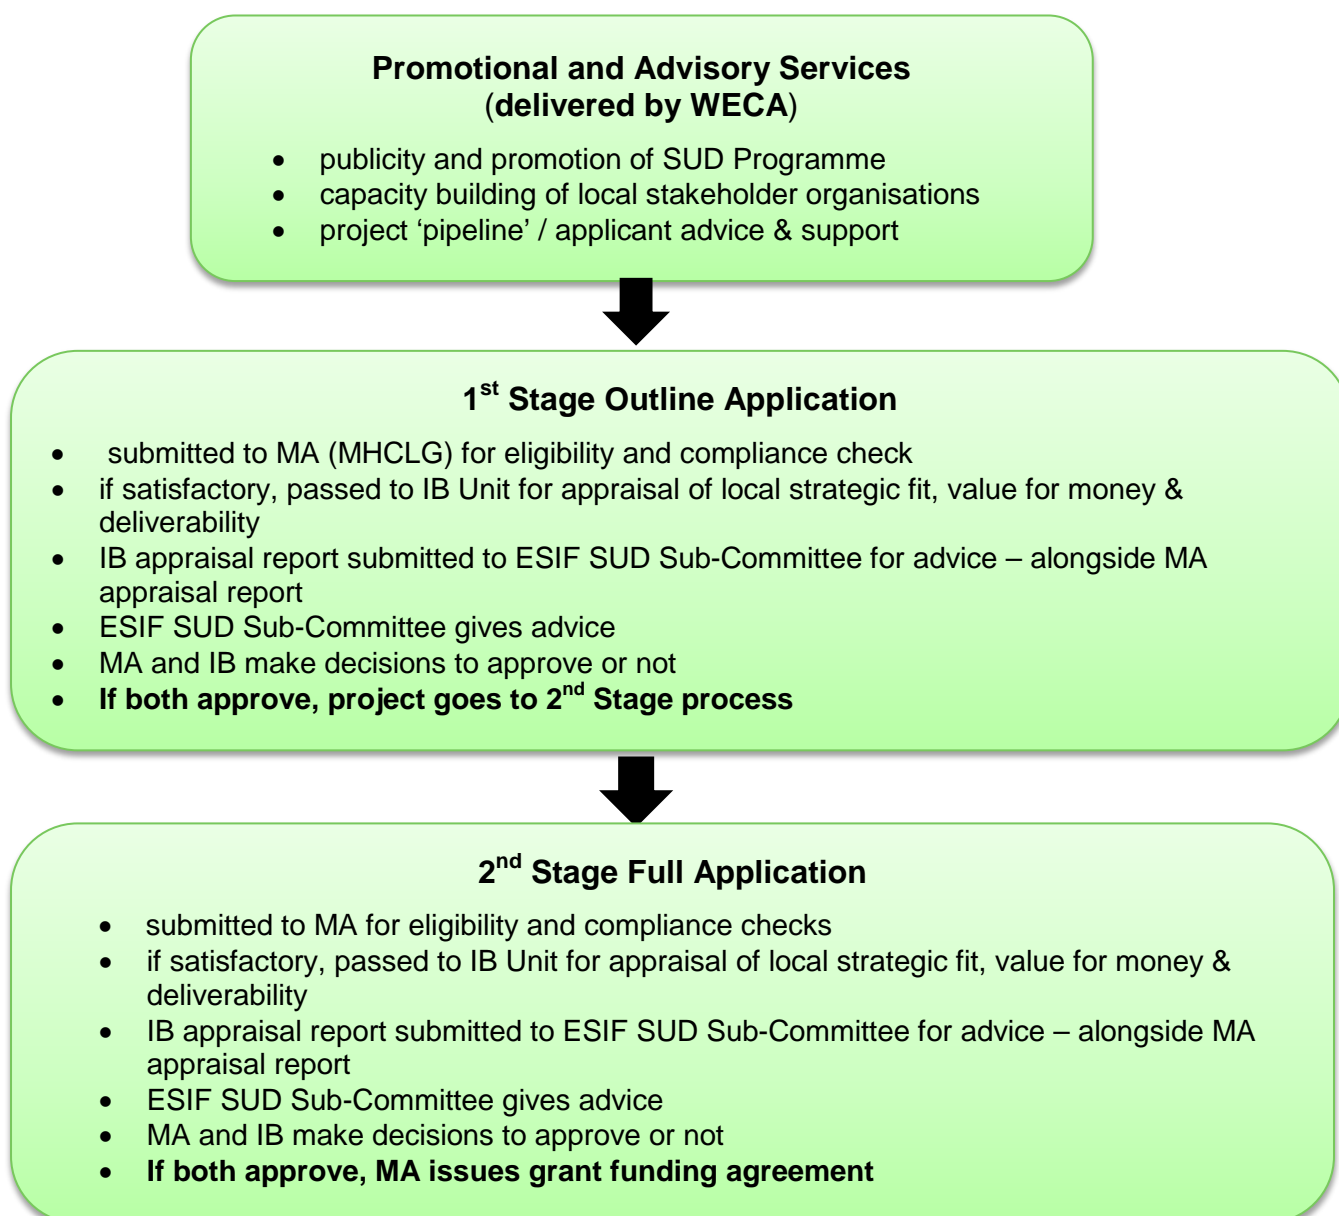 Promotional and Advisory Services
(delivered by WECA)
• publicity and promotion of SUD Programme
• capacity building of local stakeholder organisations
• project ‘pipeline’ / applicant advice & support
1st Stage Outline Application
• submitted to MA (MHCLG) for eligibility and compliance check
• if satisfactory, passed to IB Unit for appraisal of local strategic fit, value for money &
deliverability
• IB appraisal report submitted to ESIF SUD Sub-Committee for advice – alongside MA
appraisal report
• ESIF SUD Sub-Committee gives advice
• MA and IB make decisions to approve or not
• If both approve, project goes to 2nd Stage process
2nd Stage Full Application
• submitted to MA for eligibility and compliance checks
• if satisfactory, passed to IB Unit for appraisal of local strategic fit, value for money &
deliverability
• IB appraisal report submitted to ESIF SUD Sub-Committee for advice – alongside MA
appraisal report
• ESIF SUD Sub-Committee gives advice
• MA and IB make decisions to approve or not
• If both approve, MA issues grant funding agreement